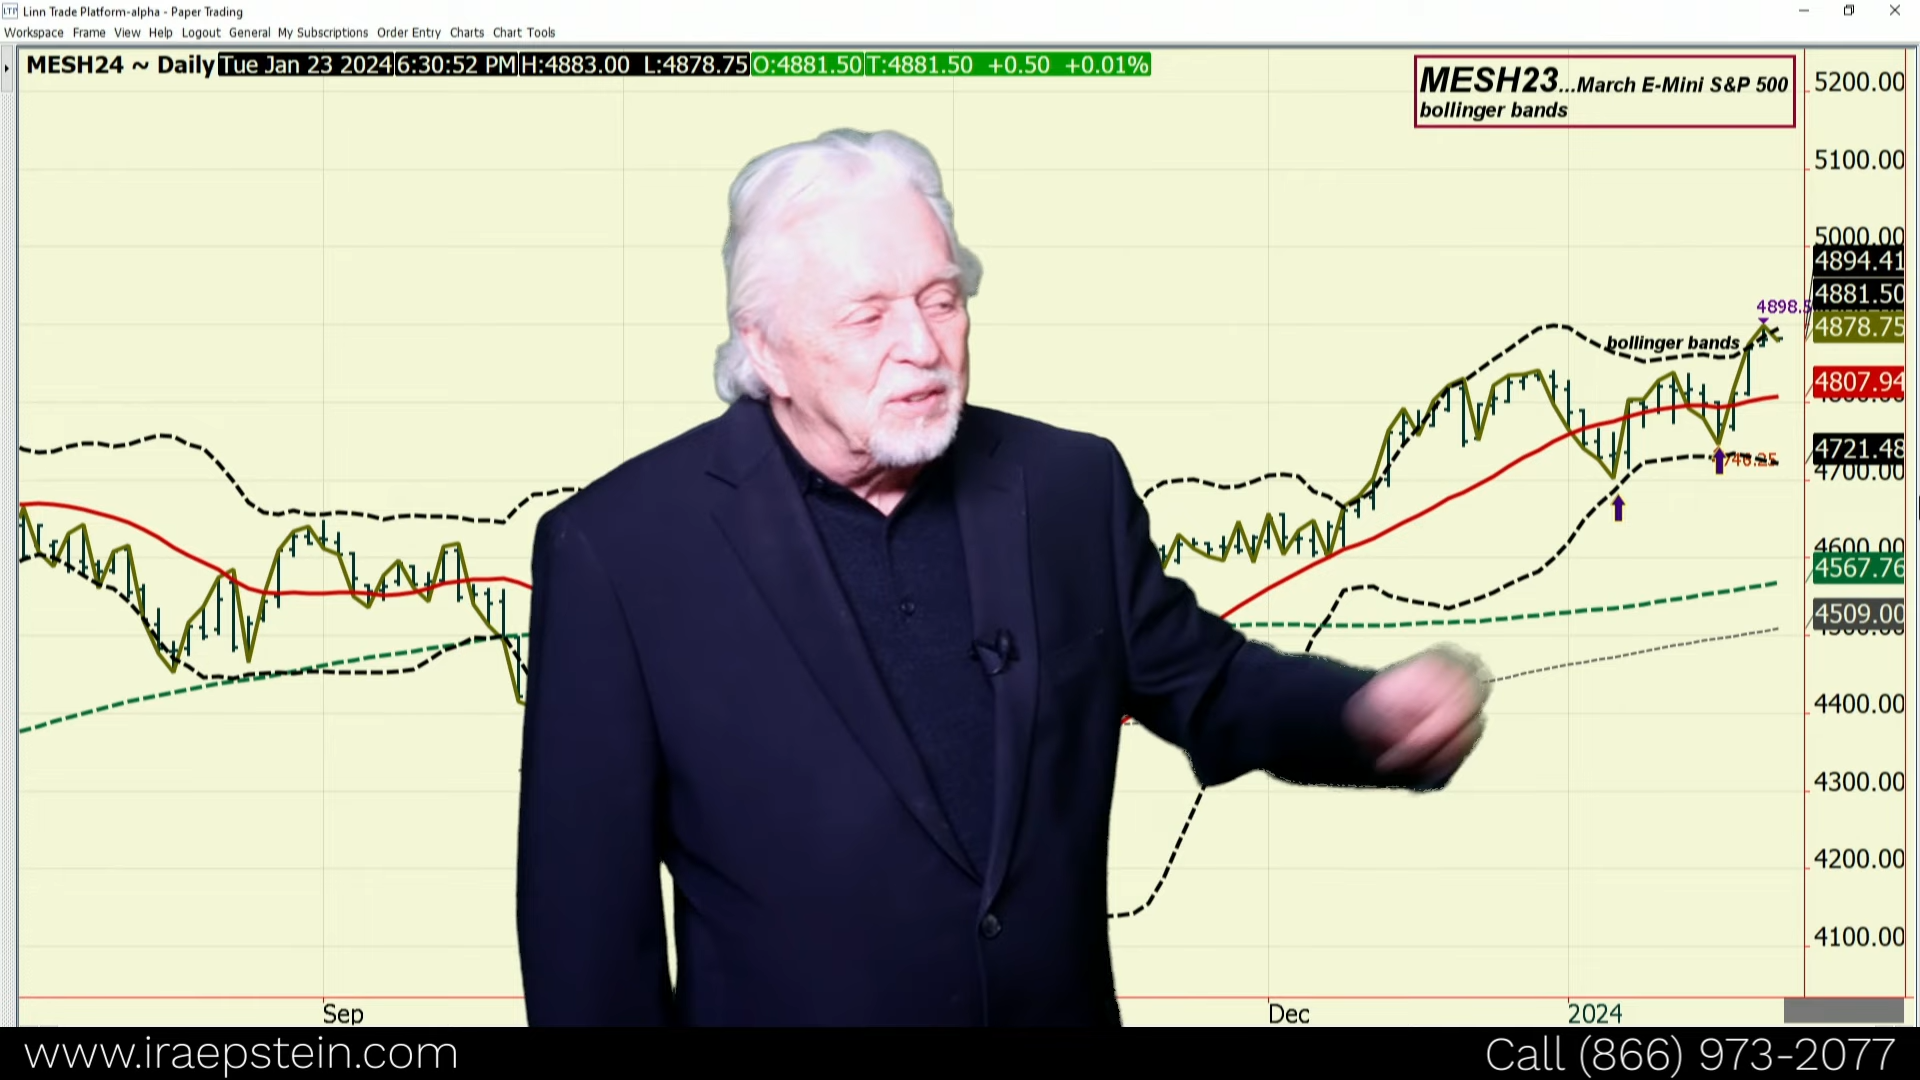 LTP Linn Trade Platform-alpha - Paper Trading
Workspace Frame View Help Logout General My Subscriptions Order Entry Charts Chart Tools
MESH24 ~ Daily Tue Jan 23 2024 6:30:52 PM H:4883.00 L:4878.75 O:4881.50 T:4881.50 +0.50 +0.01%
MESH23...March E-Mini S&P 500
bollinger bands
5200.00
5100.00
5000.00
4894.41
4881.50
4898.5
4878.75
bollinger bands
4807.94
4721.48
4700.00
4600.00
4567.76
4509.00
4400.00
4300.00
4200.00
4100.00
Sep Dec 2024
www.iraepstein.com Call (866) 973-2077